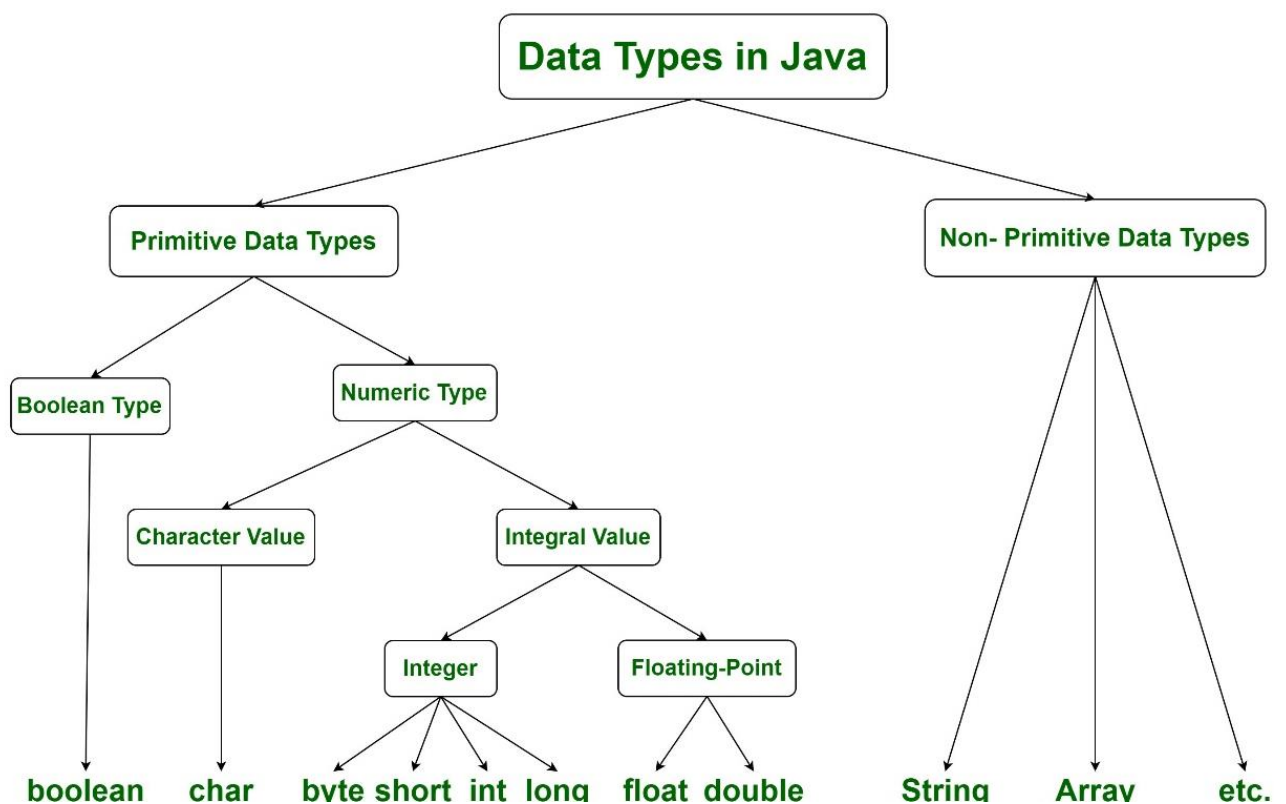 Data Types in Java
Primitive Data Types
Non- Primitive Data Types
Boolean Type
Numeric Type
Character Value
Integral Value
Integer
Floating-Point
boolean
char
byte
short
int
long
float
double
String
Array
etc.